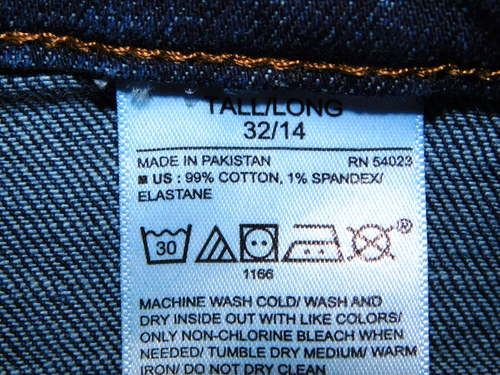 TALL/LONG
32/14
MADE IN PAKISTAN RN 54023
US : 99% COTTON, 1% SPANDEX/
ELASTANE
30
®
1166
MACHINE WASH COLD/ WASH AND
DRY INSIDE OUT WITH LIKE COLORS/
ONLY NON-CHLORINE BLEACH WHEN
NEEDED/ TUMBLE DRY MEDIUM/ WARM
IRON/ DO NOT DRY CLEAN